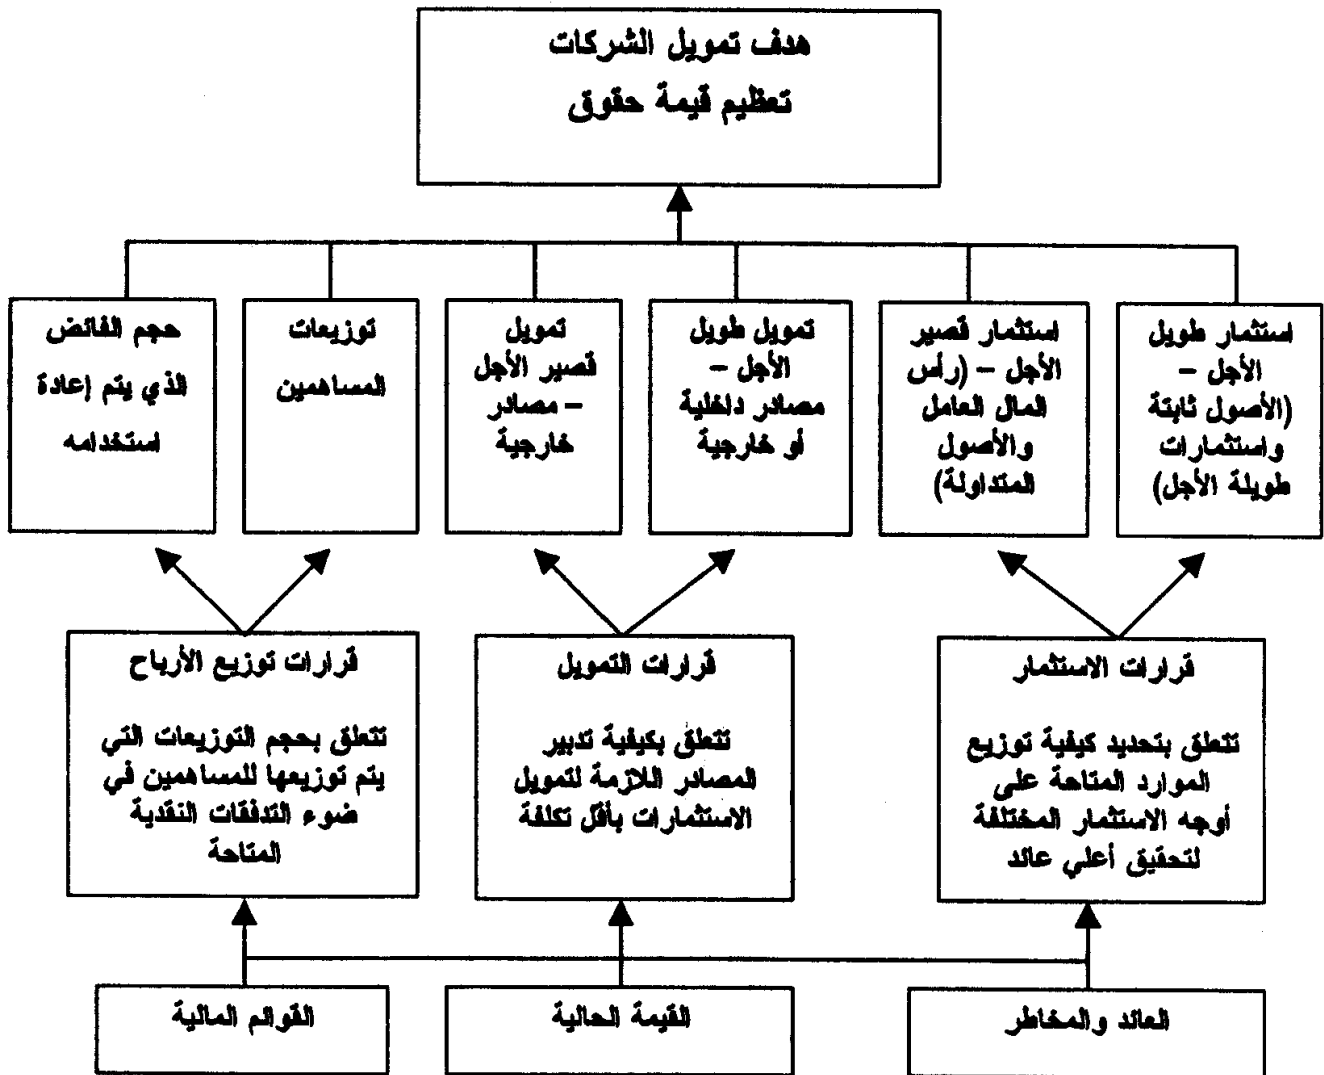 هدف تمويل الشركات
تعظيم قيمة حقوق
استثمار طويل
الأجل –
(الأصول ثابتة
واستثمارات
طويلة الأجل)
استثمار قصير
الأجل – (رأس
المال العامل
والأصول
المتداولة)
تمويل طويل
الأجل –
مصادر داخلية
أو خارجية
تمويل
قصير الأجل
– مصادر
خارجية
توزيعات
المساهمين
حجم الفائض
الذي يتم إعادة
استخدامه
قرارات الاستثمار
تتعلق بتحديد كيفية توزيع
الموارد المتاحة على
أوجه الاستثمار المختلفة
لتحقيق أعلي عائد
قرارات التمويل
تتعلق بكيفية تدبير
المصادر اللازمة لتمويل
الاستثمارات بأقل تكلفة
قرارات توزيع الأرباح
تتعلق بحجم التوزيعات التي
يتم توزيعها للمساهمين في
ضوء التدفقات النقدية
المتاحة
العائد والمخاطر
القيمة الحالية
القوائم المالية